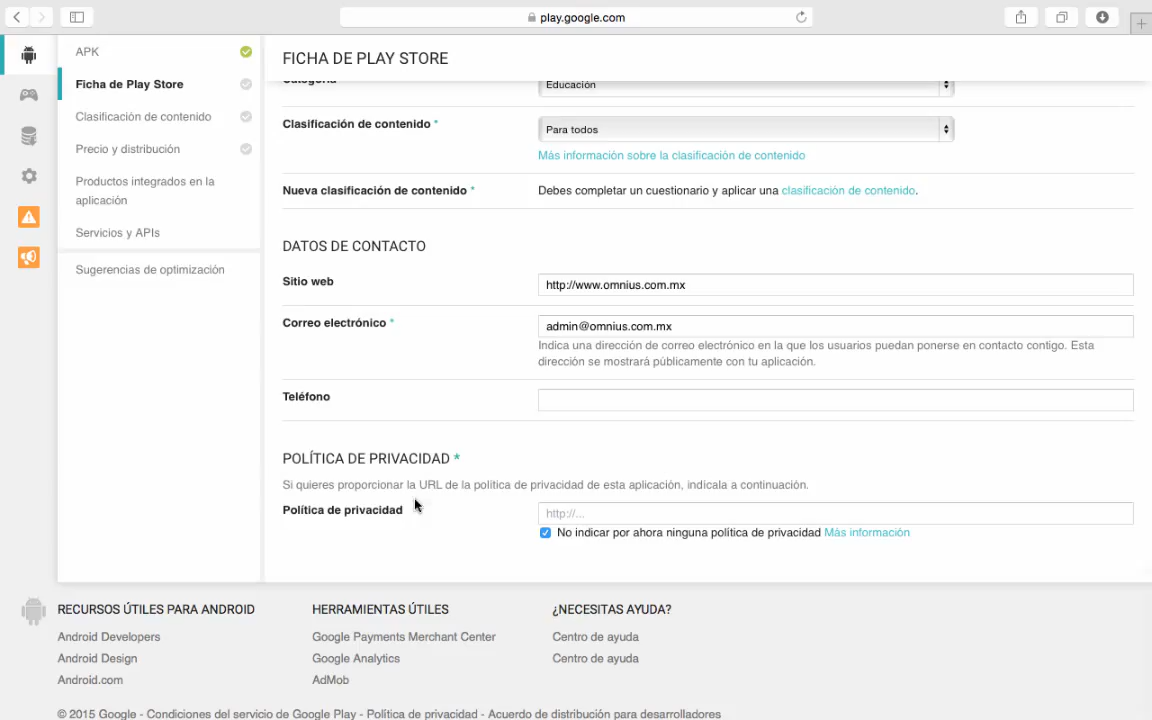 play.google.com
APK
Ficha de Play Store
Clasificación de contenido
Precio y distribución
Productos integrados en la
aplicación
Servicios y APIs
Sugerencias de optimización
FICHA DE PLAY STORE
Categoría
Educación
Clasificación de contenido *
Para todos
Más información sobre la clasificación de contenido
Nueva clasificación de contenido *
Debes completar un cuestionario y aplicar una clasificación de contenido.
DATOS DE CONTACTO
Sitio web
http://www.omnius.com.mx
Correo electrónico *
admin@omnius.com.mx
Indica una dirección de correo electrónico en la que los usuarios puedan ponerse en contacto contigo. Esta
dirección se mostrará públicamente con tu aplicación.
Teléfono
POLÍTICA DE PRIVACIDAD *
Si quieres proporcionar la URL de la política de privacidad de esta aplicación, indícala a continuación.
Política de privacidad
http://...
No indicar por ahora ninguna política de privacidad Más información
RECURSOS ÚTILES PARA ANDROID
Android Developers
Android Design
Android.com
HERRAMIENTAS ÚTILES
Google Payments Merchant Center
Google Analytics
AdMob
¿NECESITAS AYUDA?
Centro de ayuda
Centro de ayuda
© 2015 Google - Condiciones del servicio de Google Play - Política de privacidad - Acuerdo de distribución para desarrolladores